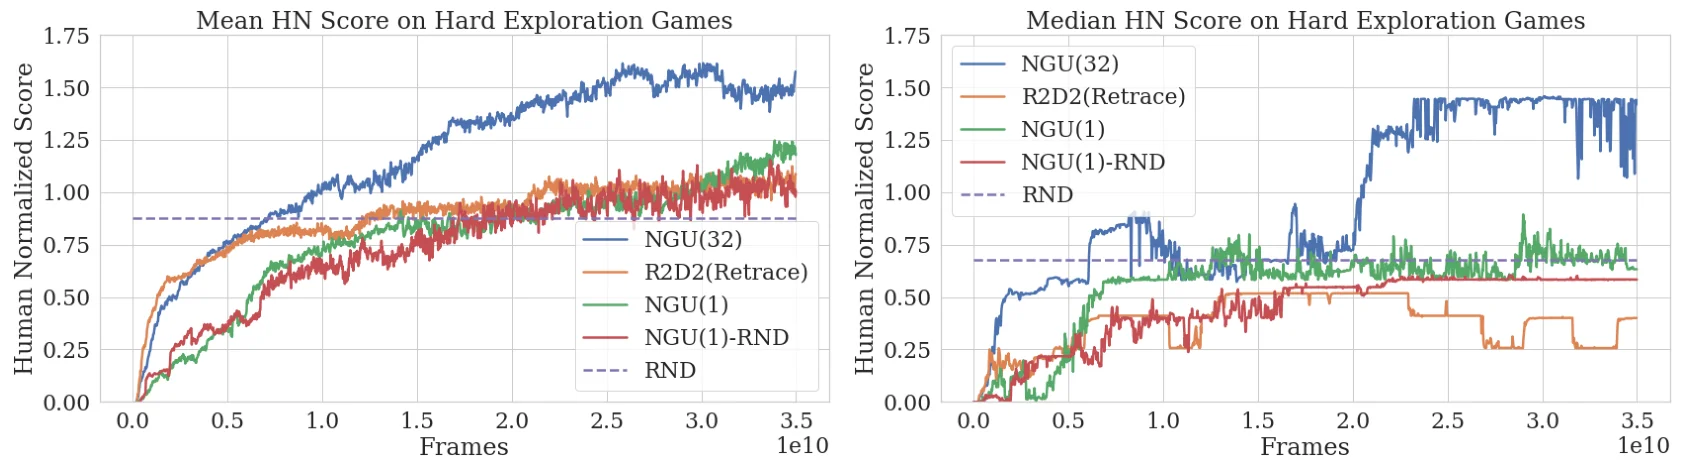 Mean HN Score on Hard Exploration Games
Human Normalized Score
1.75
1.50
1.25
1.00
0.75
0.50
0.25
0.00
0.0 0.5 1.0 1.5 2.0 2.5 3.0 3.5
1e10
Frames
NGU(32)
R2D2(Retrace)
NGU(1)
NGU(1)-RND
RND
Median HN Score on Hard Exploration Games
Human Normalized Score
1.75
1.50
1.25
1.00
0.75
0.50
0.25
0.00
0.0 0.5 1.0 1.5 2.0 2.5 3.0 3.5
1e10
Frames
NGU(32)
R2D2(Retrace)
NGU(1)
NGU(1)-RND
RND